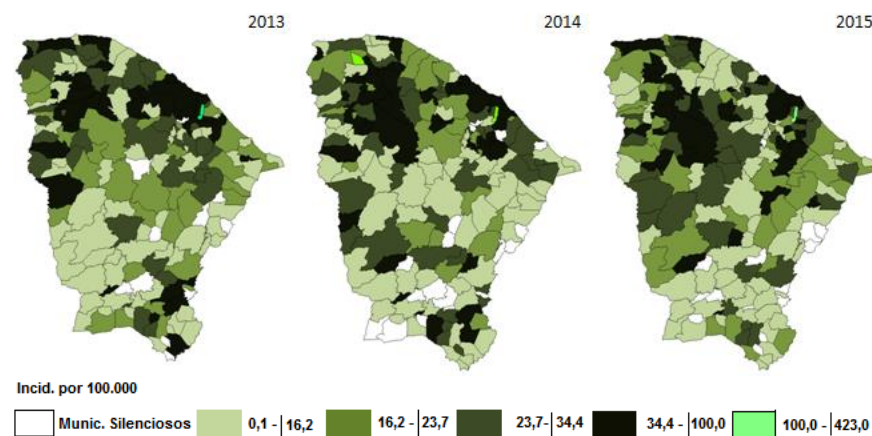 2013 2014 2015
Incid. por 100.000
Munic. Silenciosos 0,1 -| 16,2 16,2 -| 23,7 23,7-| 34,4 34,4 -| 100,0 100,0 -| 423,0